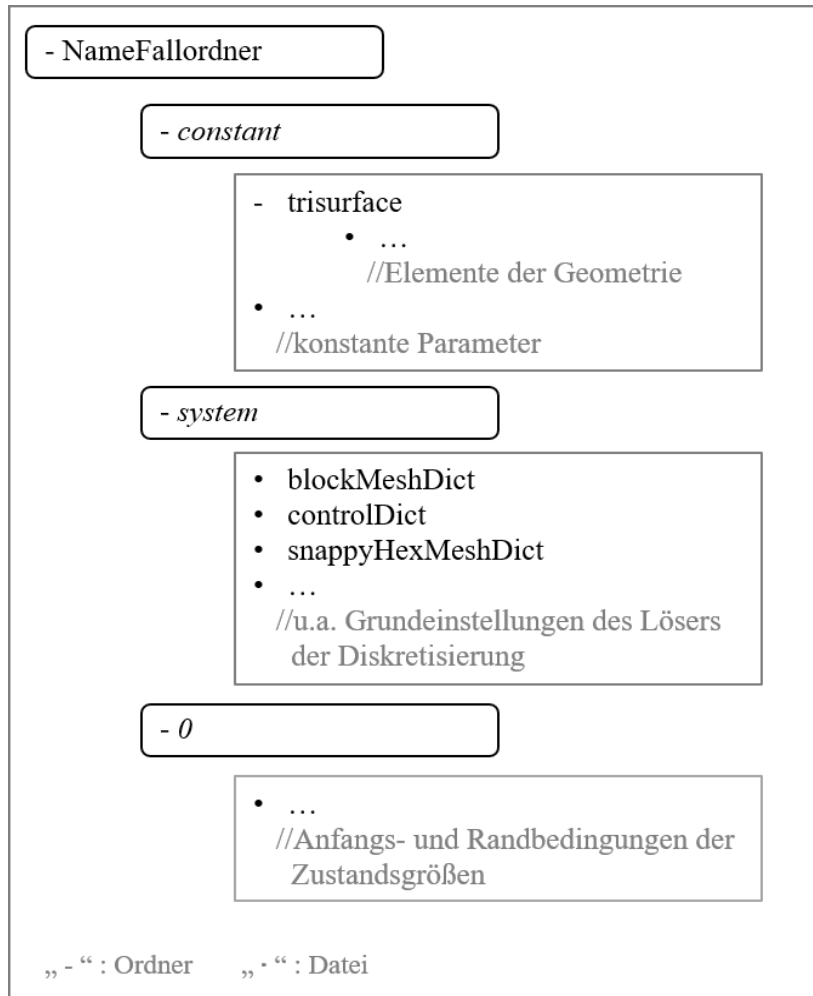 - NameFallordner
- constant
- trisurface
• …
//Elemente der Geometrie
• …
//konstante Parameter
- system
• blockMeshDict
• controlDict
• snappyHexMeshDict
• …
//u.a. Grundeinstellungen des Lösers
der Diskretisierung
- 0
• …
//Anfangs- und Randbedingungen der
Zustandsgrößen
„ - “ : Ordner „ · “ : Datei